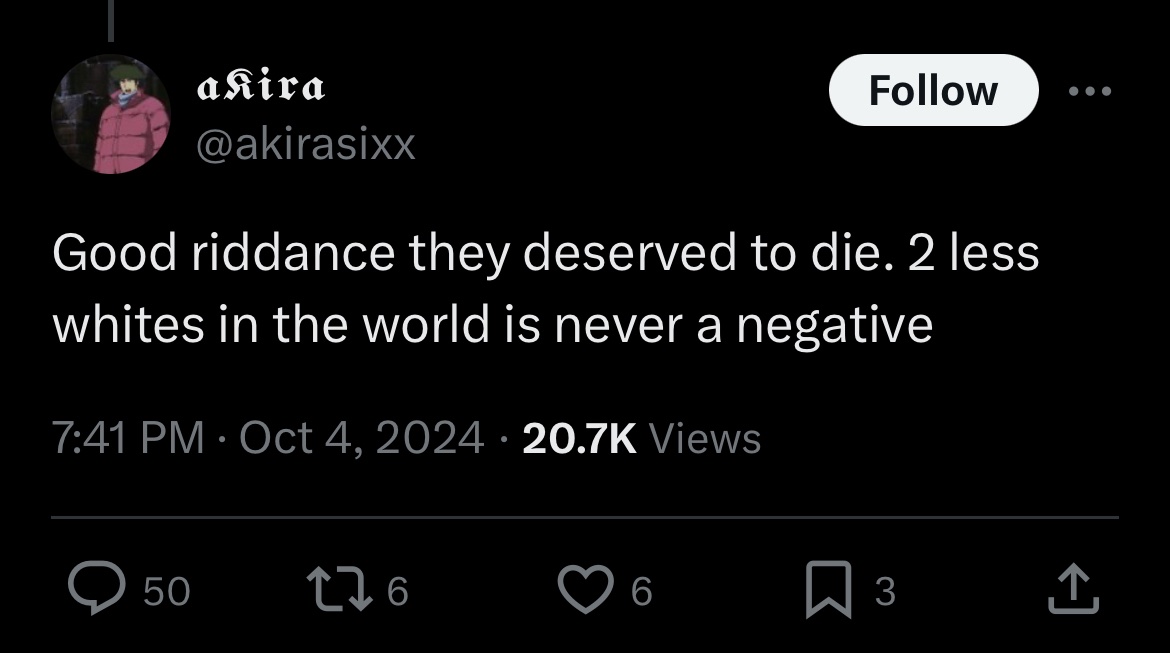 𝖆𝕶𝖎𝖗𝖆
Follow
@akirasixx
Good riddance they deserved to die. 2 less
whites in the world is never a negative
7:41 PM · Oct 4, 2024 · 20.7K Views
50 6 6 3